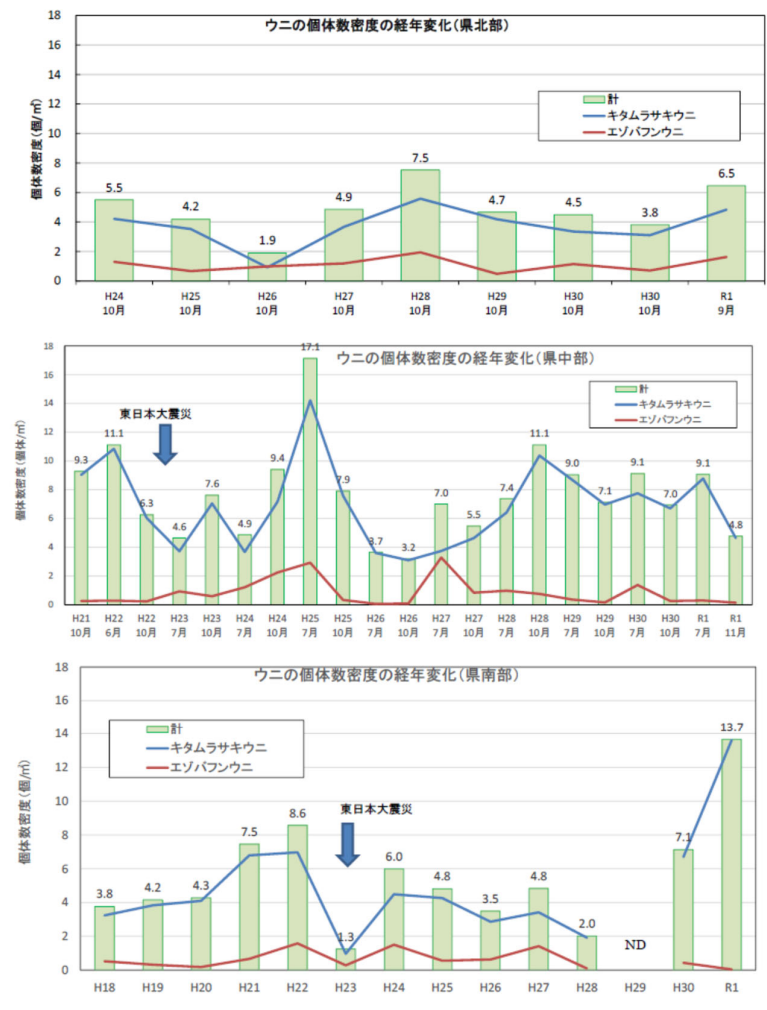 ウニの個体数密度の経年変化(県北部)
個体数密度(個/㎡)
18
16
14
12
10
8
6
4
2
0
計
キタムラサキウニ
エゾバフンウニ
5.5 4.2 1.9 4.9 7.5 4.7 4.5 3.8 6.5
H24 H25 H26 H27 H28 H29 H30 H30 R1
10月 10月 10月 10月 10月 10月 10月 10月 9月
ウニの個体数密度の経年変化(県中部)
個体数密度(個体/㎡)
18
16
14
12
10
8
6
4
2
0
計
キタムラサキウニ
エゾバフンウニ
東日本大震災
9.3 11.1 6.3 4.6 7.6 4.9 9.4 17.1 7.9 3.7 3.2 7.0 5.5 7.4 11.1 9.0 7.1 9.1 7.0 9.1 4.8
H21 H22 H22 H23 H23 H24 H24 H25 H25 H26 H26 H27 H27 H28 H28 H29 H29 H30 H30 R1 R1
10月 6月 10月 7月 10月 7月 10月 7月 10月 7月 10月 7月 10月 7月 10月 7月 10月 7月 10月 7月 11月
ウニの個体数密度の経年変化(県南部)
個体数密度(個/㎡)
18
16
14
12
10
8
6
4
2
0
計
キタムラサキウニ
エゾバフンウニ
東日本大震災
3.8 4.2 4.3 7.5 8.6 1.3 6.0 4.8 3.5 4.8 2.0 ND 7.1 13.7
H18 H19 H20 H21 H22 H23 H24 H25 H26 H27 H28 H29 H30 R1